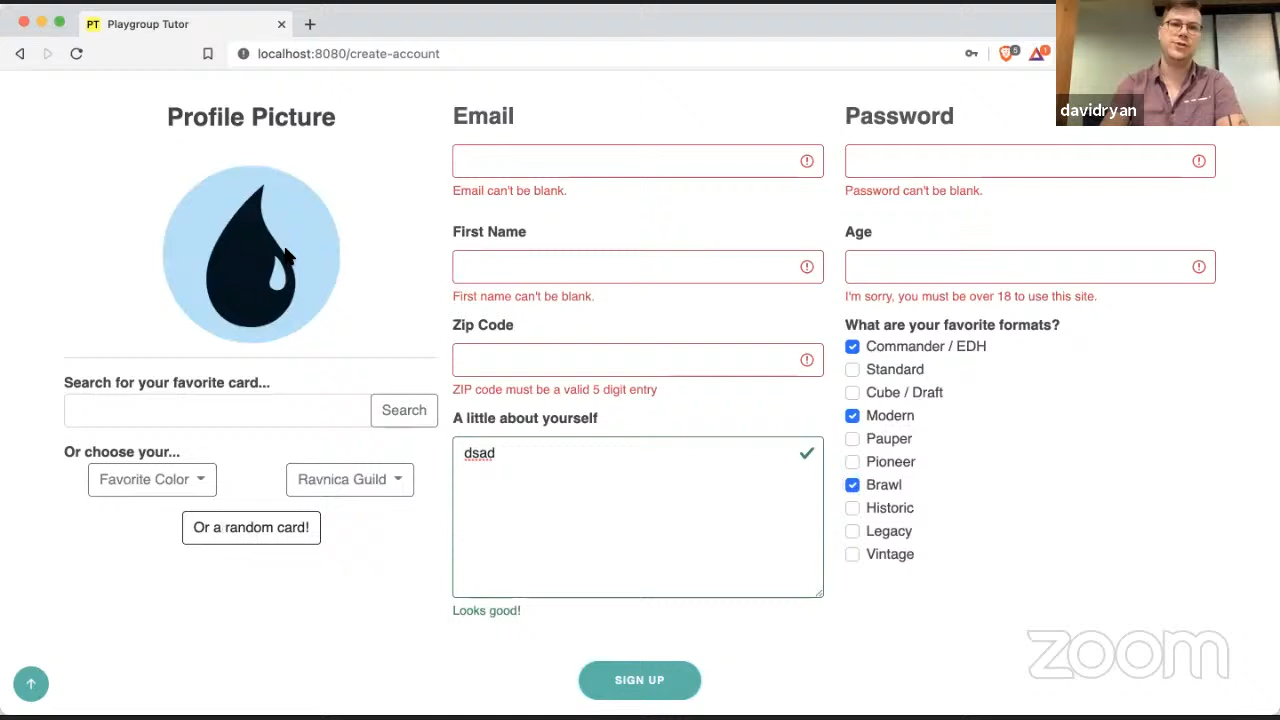 PT Playgroup Tutor
localhost:8080/create-account
5
1
davidryan
Profile Picture
Search for your favorite card...
Search
Or choose your...
Favorite Color
Ravnica Guild
Or a random card!
Email
Email can't be blank.
First Name
First name can't be blank.
Zip Code
ZIP code must be a valid 5 digit entry
A little about yourself
dsad
Looks good!
Password
Password can't be blank.
Age
I'm sorry, you must be over 18 to use this site.
What are your favorite formats?
Commander / EDH
Standard
Cube / Draft
Modern
Pauper
Pioneer
Brawl
Historic
Legacy
Vintage
SIGN UP
zoom